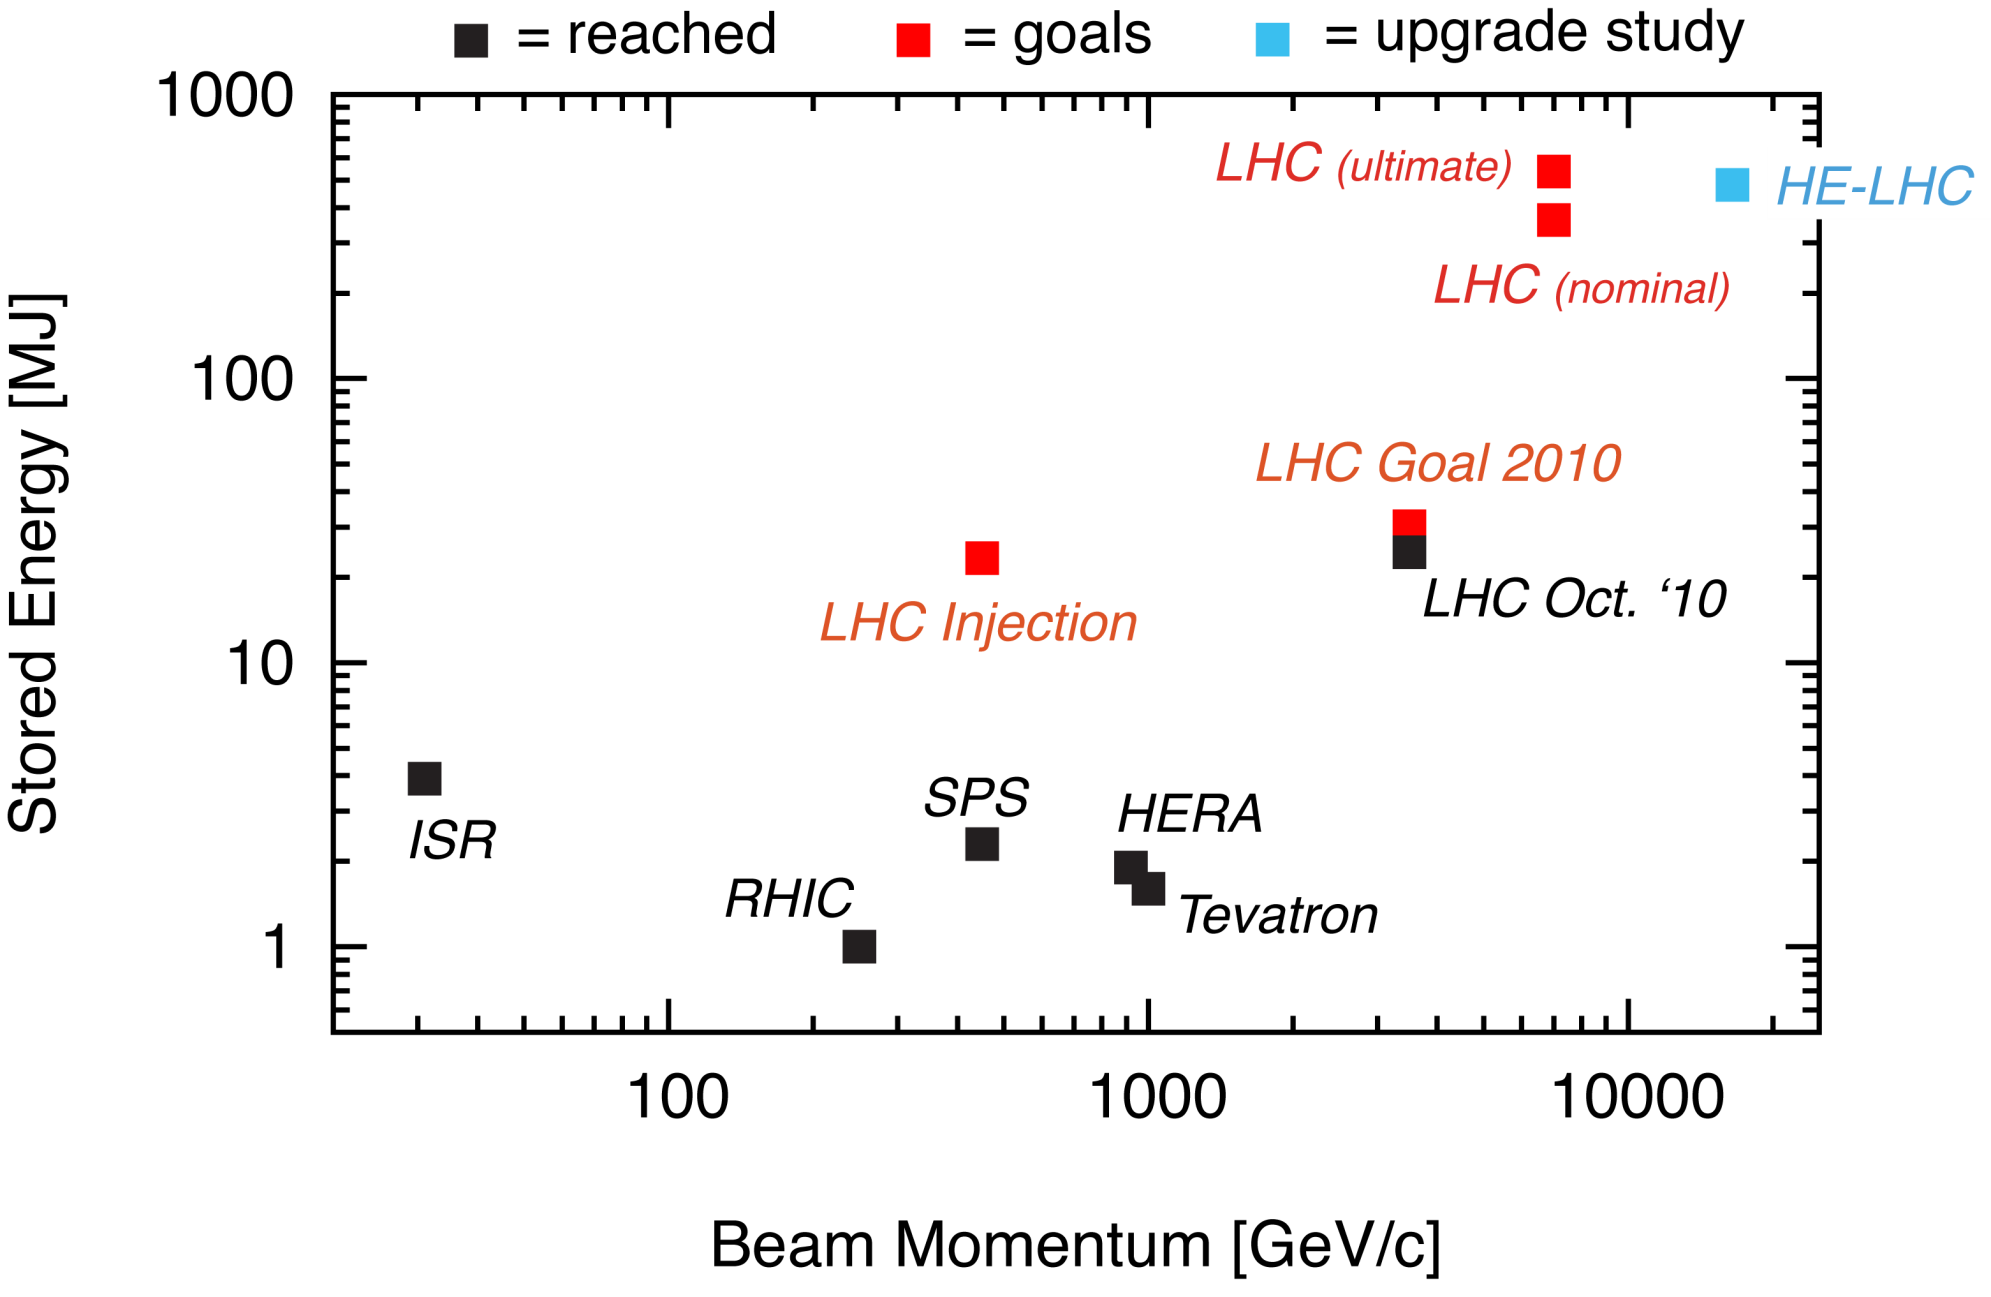 = reached = goals = upgrade study
1000
LHC (ultimate)
HE-LHC
LHC (nominal)
100
LHC Goal 2010
LHC Oct. ‘10
LHC Injection
10
SPS
HERA
ISR
RHIC
Tevatron
1
100 1000 10000
Stored Energy [MJ]
Beam Momentum [GeV/c]